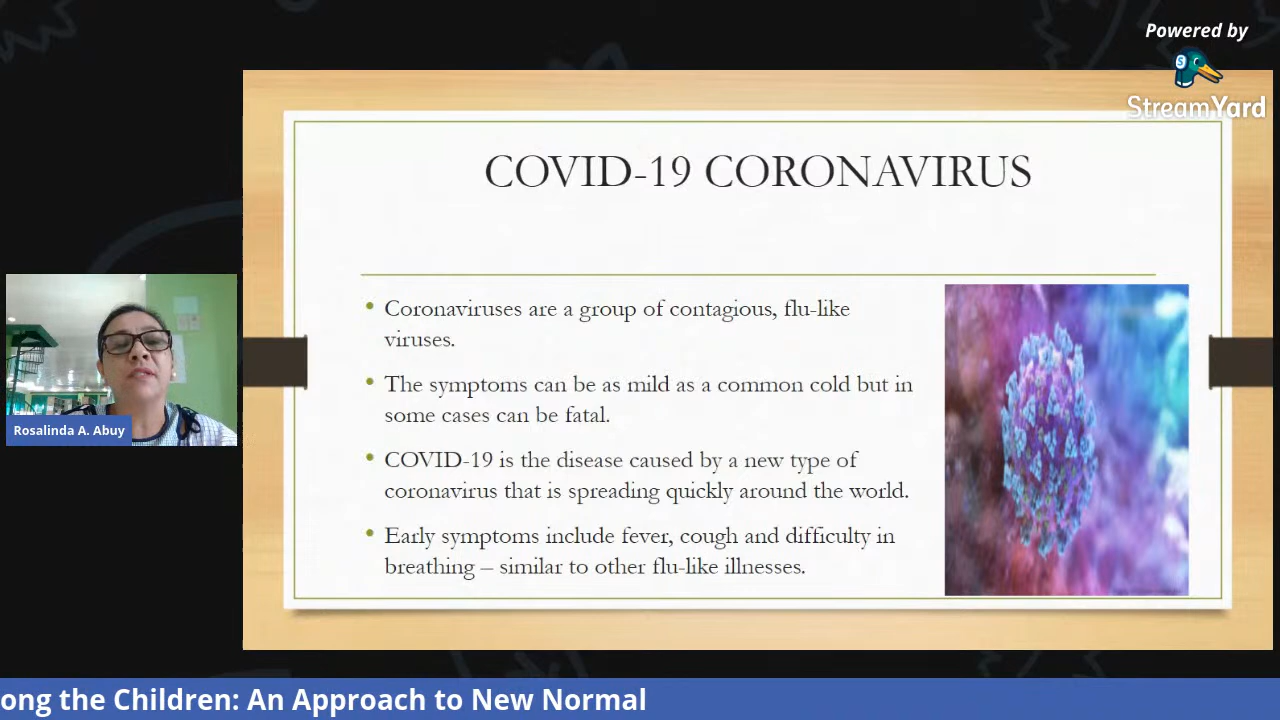 Powered by
StreamYard
COVID-19 CORONAVIRUS
• Coronaviruses are a group of contagious, flu-like
viruses.
• The symptoms can be as mild as a common cold but in
some cases can be fatal.
• COVID-19 is the disease caused by a new type of
coronavirus that is spreading quickly around the world.
• Early symptoms include fever, cough and difficulty in
breathing – similar to other flu-like illnesses.
Rosalinda A. Abuy
ong the Children: An Approach to New Normal